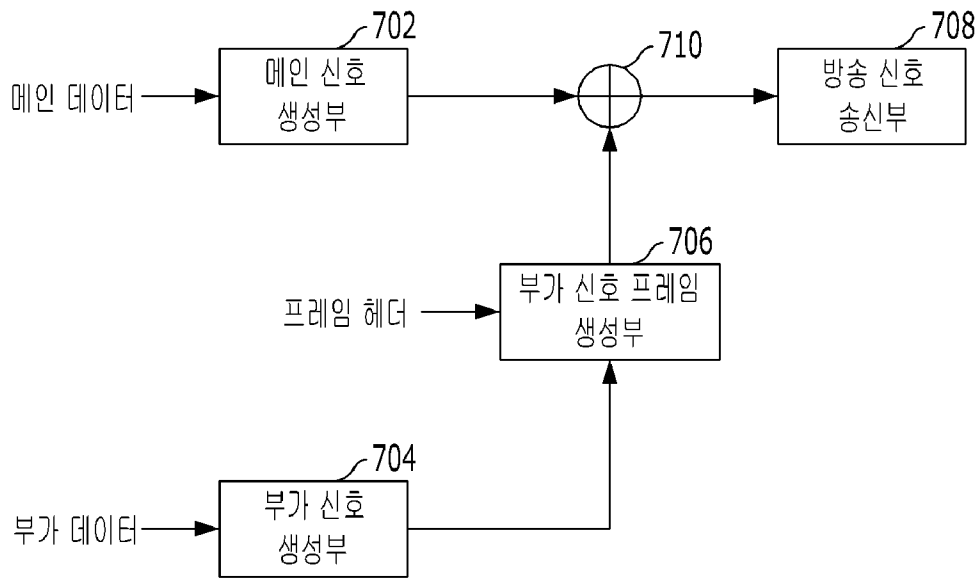 702
메인 데이터
메인 신호
생성부
710
708
방송 신호
송신부
706
프레임 헤더
부가 신호 프레임
생성부
704
부가 데이터
부가 신호
생성부